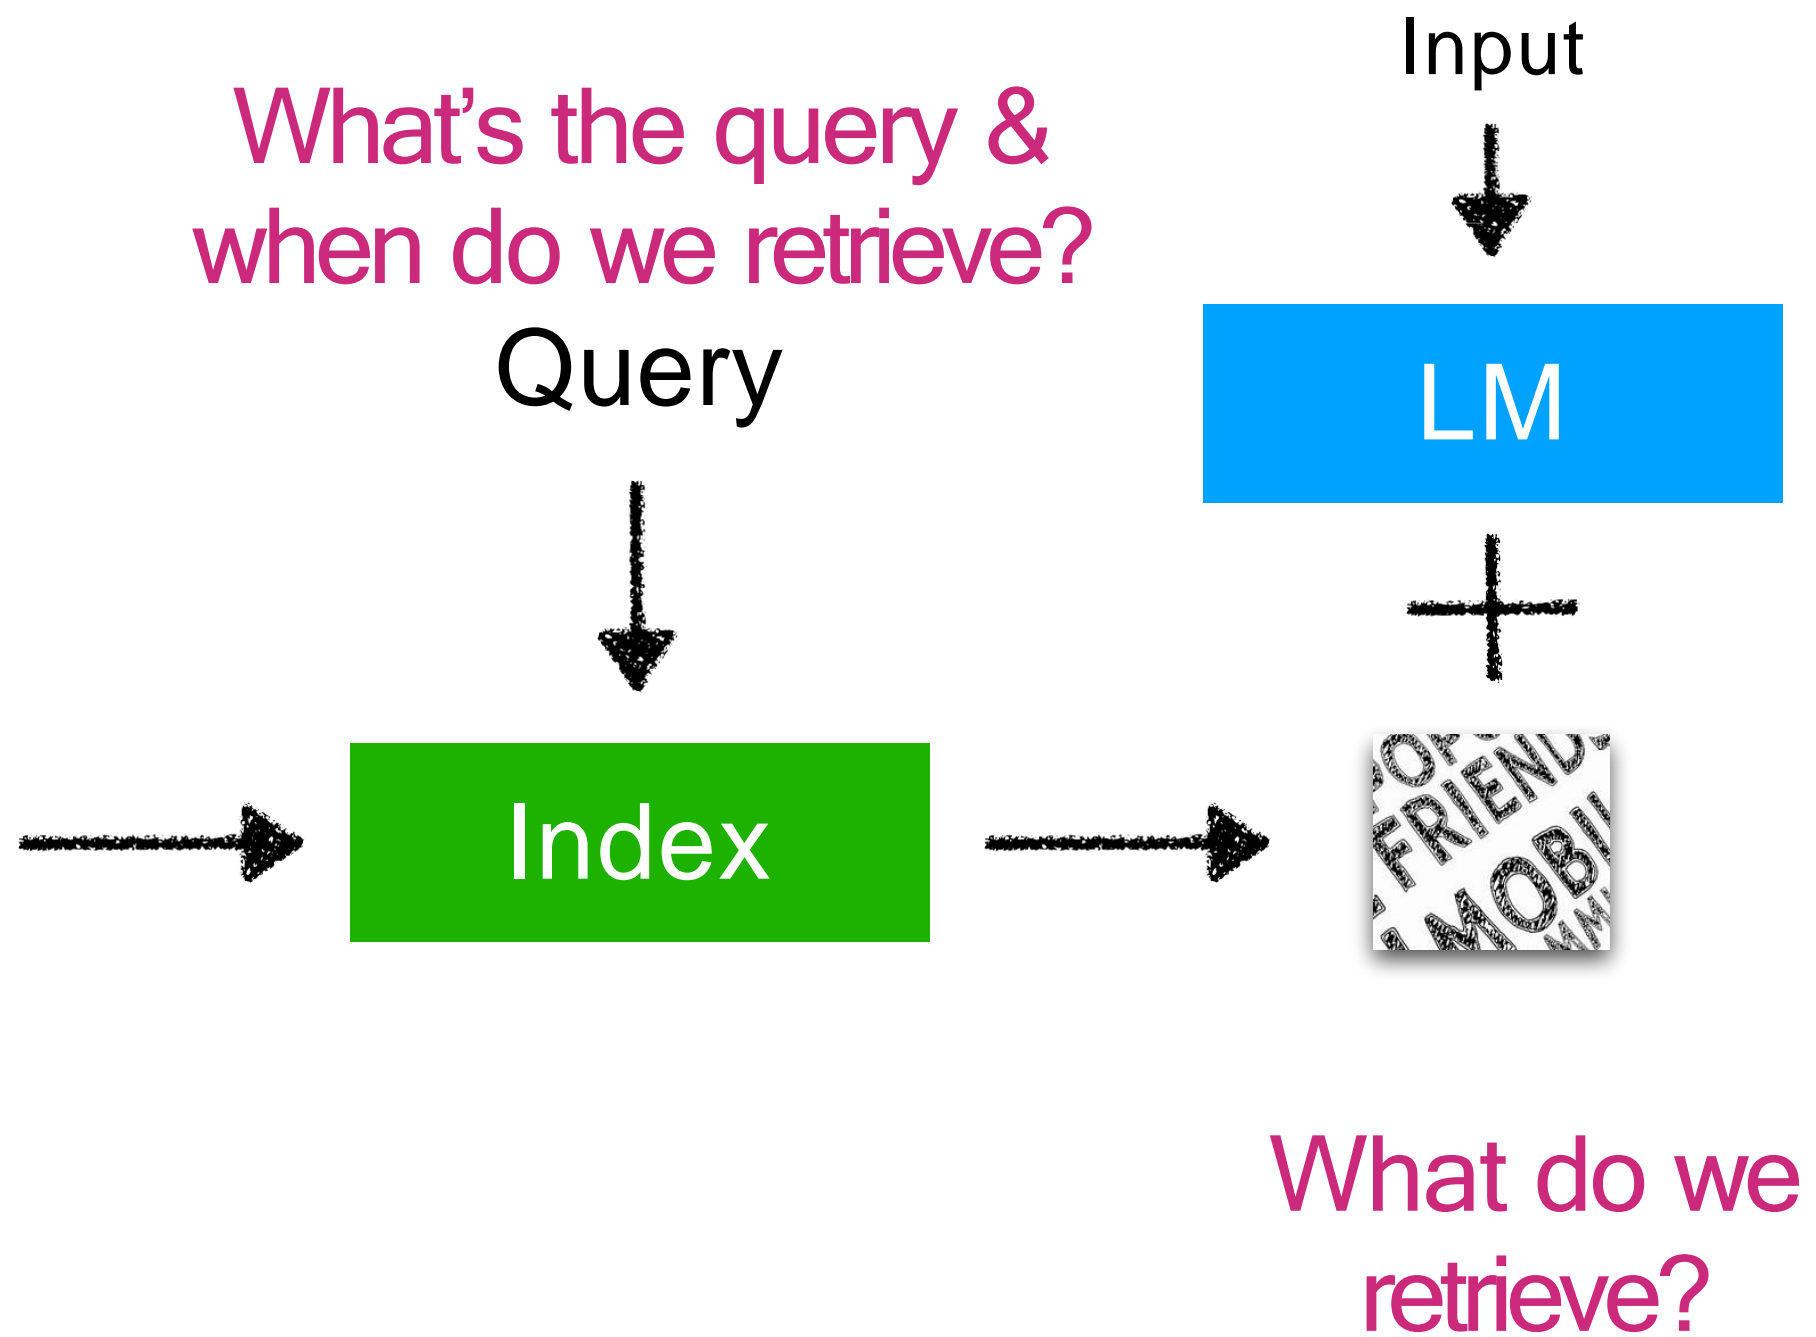 Input
What's the query &
when do we retrieve?
Query
LM
Index
FRIEND
MOBI
What do we
retrieve?